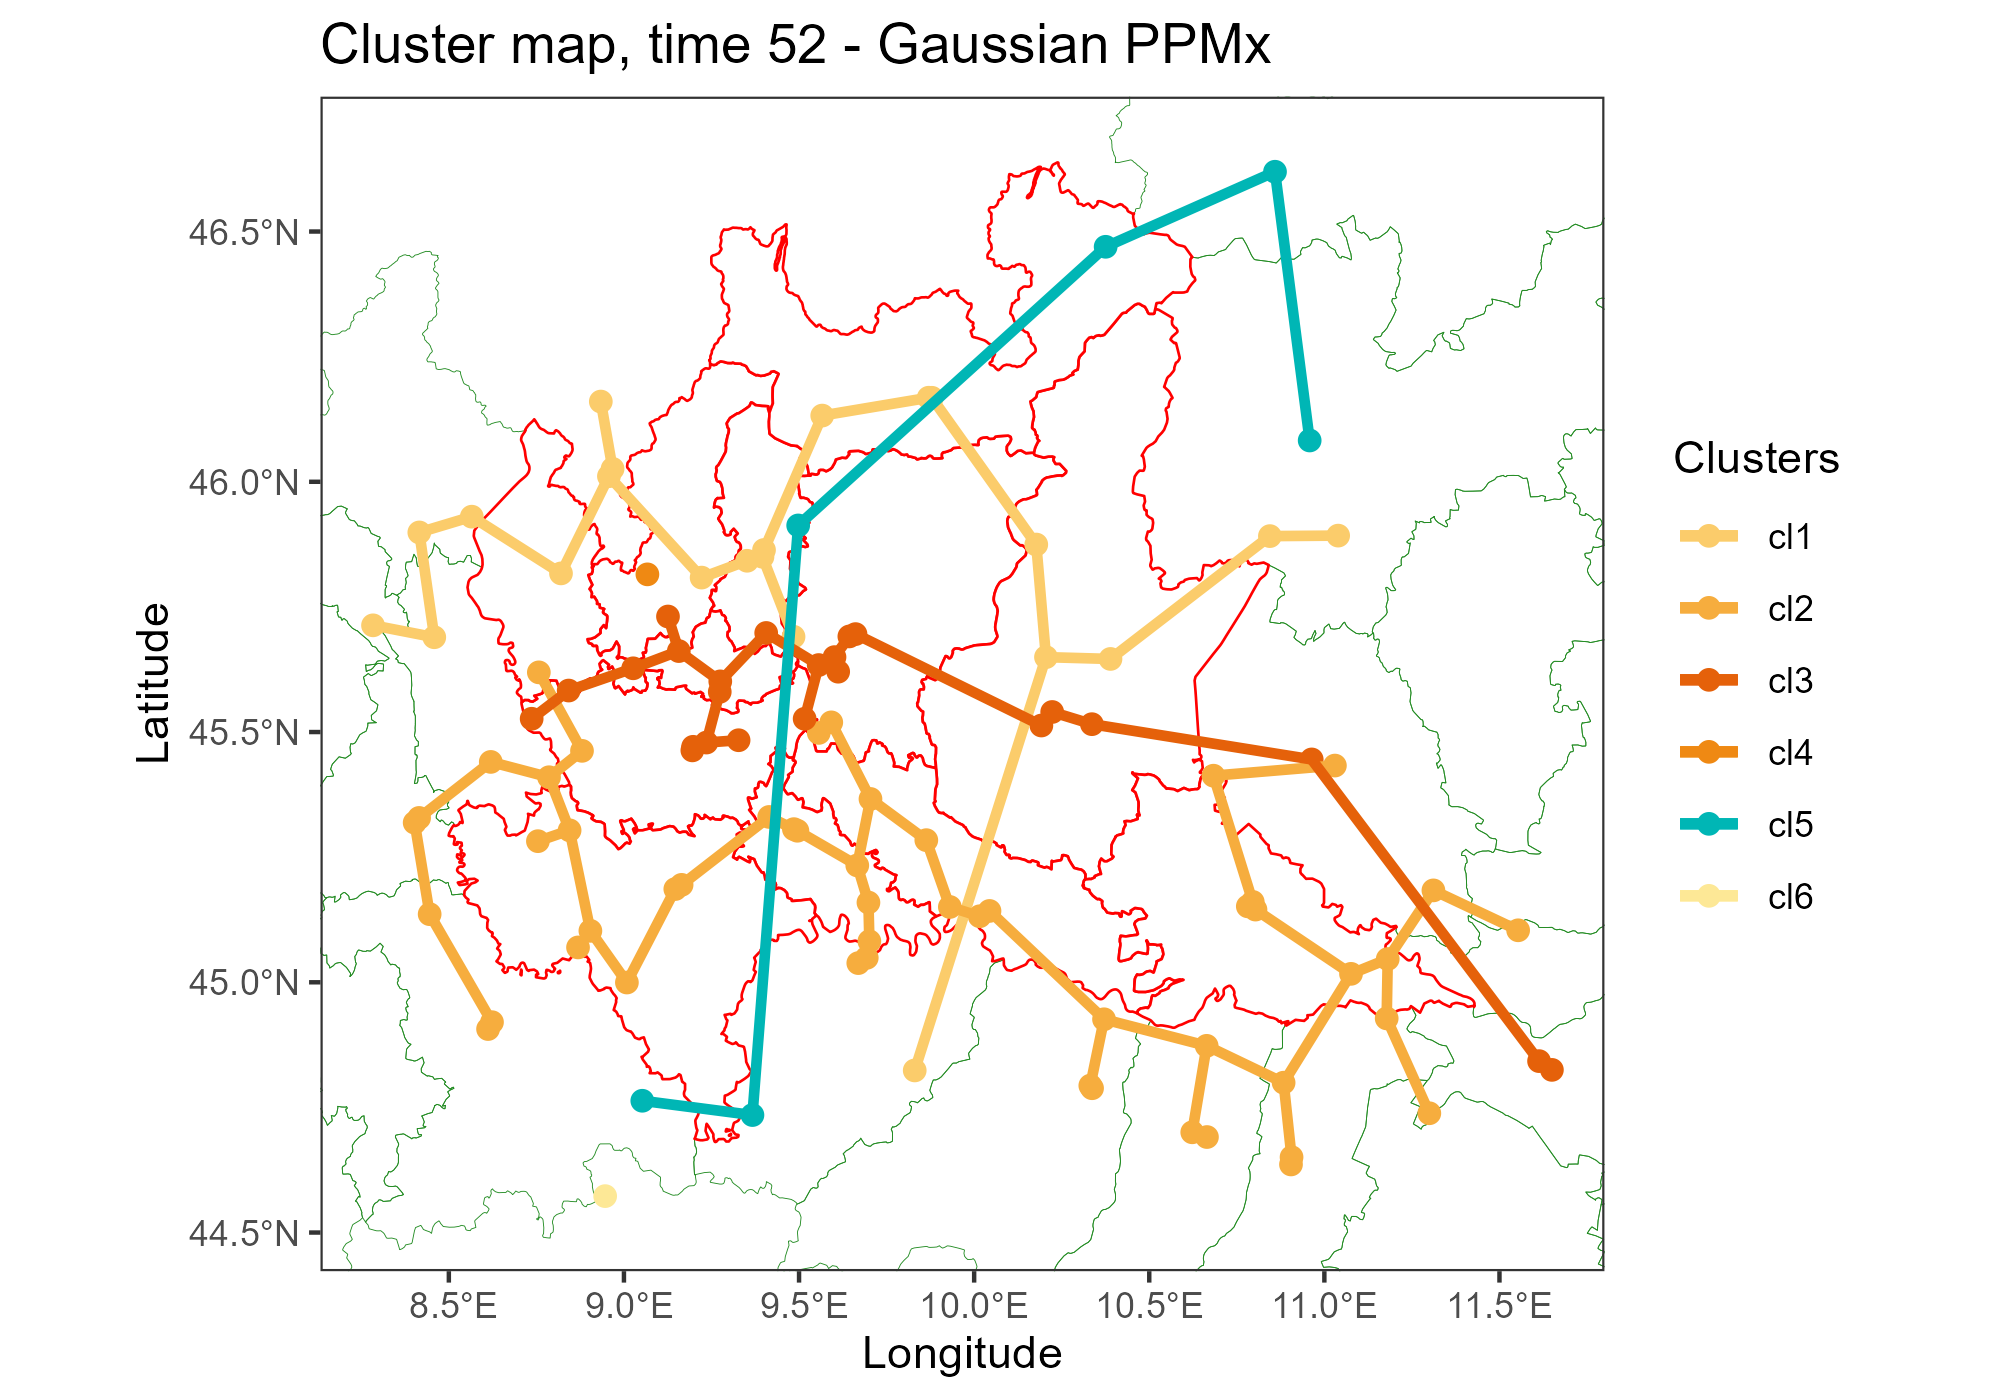 Cluster map, time 52 - Gaussian PPMx
46.5°N
46.0°N
45.5°N
45.0°N
44.5°N
Latitude
8.5°E
9.0°E
9.5°E
10.0°E
10.5°E
11.0°E
11.5°E
Longitude
Clusters
cl1
cl2
cl3
cl4
cl5
cl6